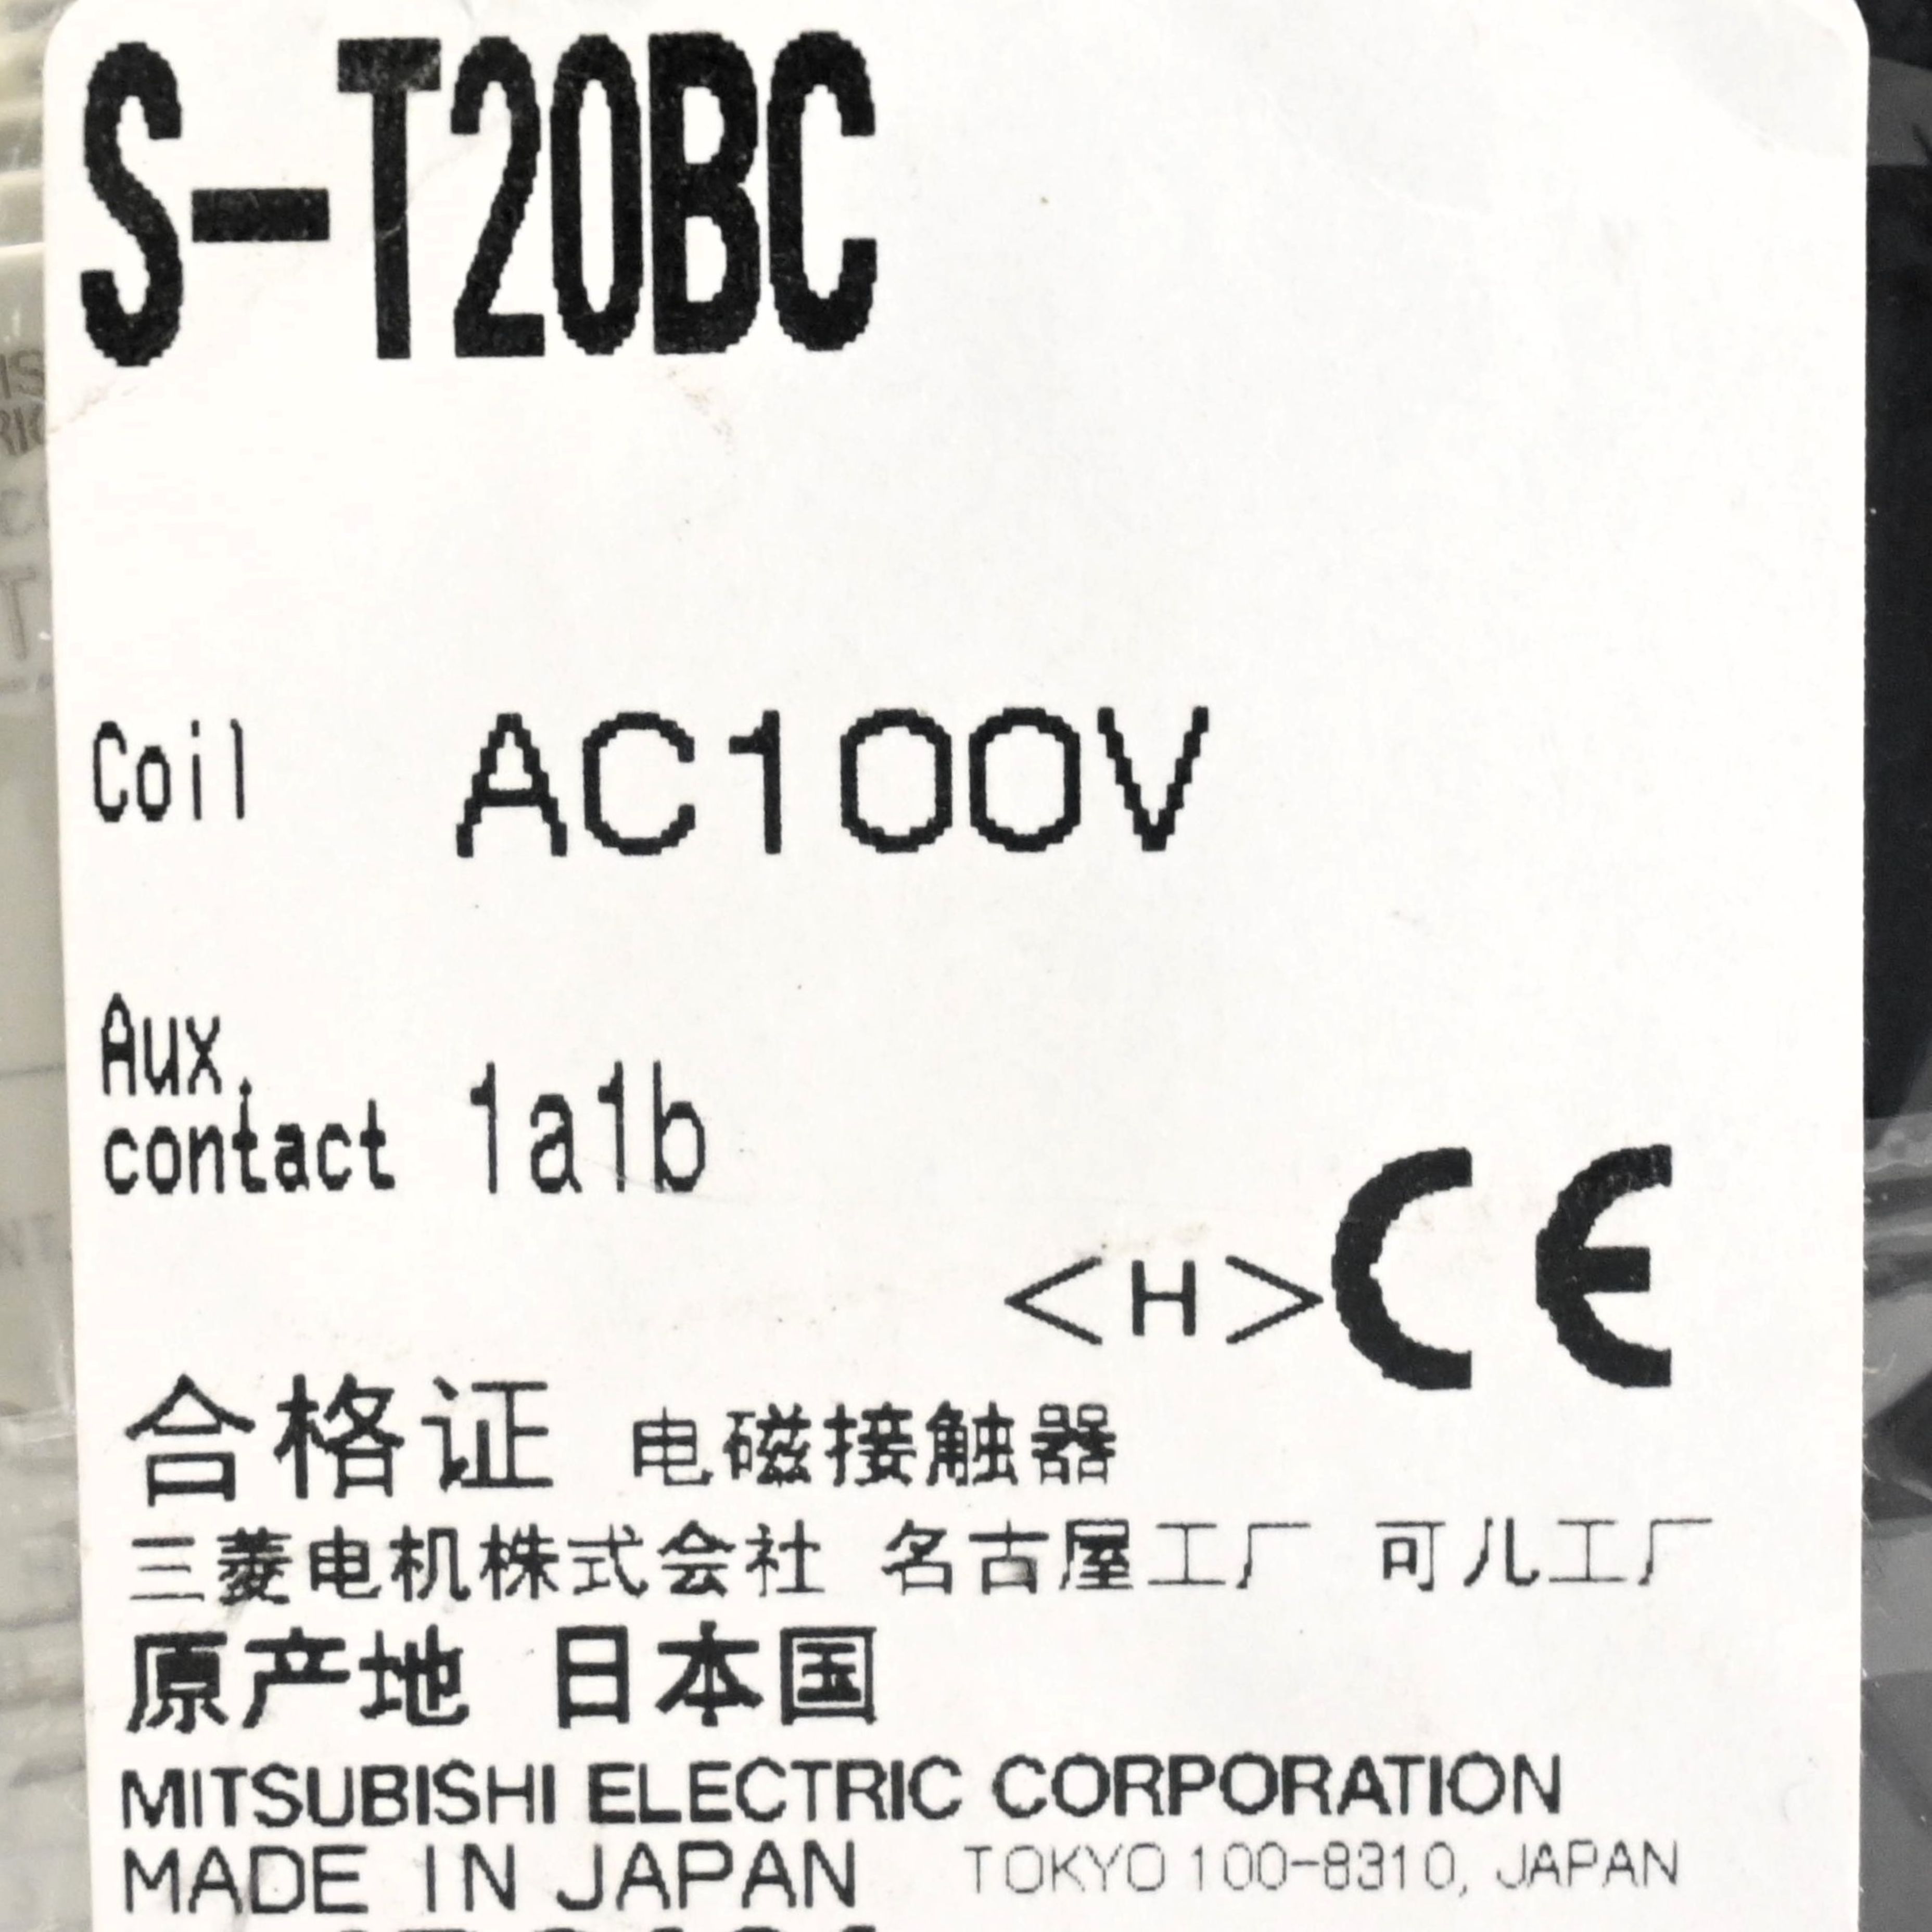 S-T20BC
Coil AC100V
Aux.
contact 1a1b
<H> CE
合格证 电磁接触器
三菱电机株式会社 名古屋工厂 可儿工厂
原产地 日本国
MITSUBISHI ELECTRIC CORPORATION
MADE IN JAPAN TOKYO 100-8310, JAPAN